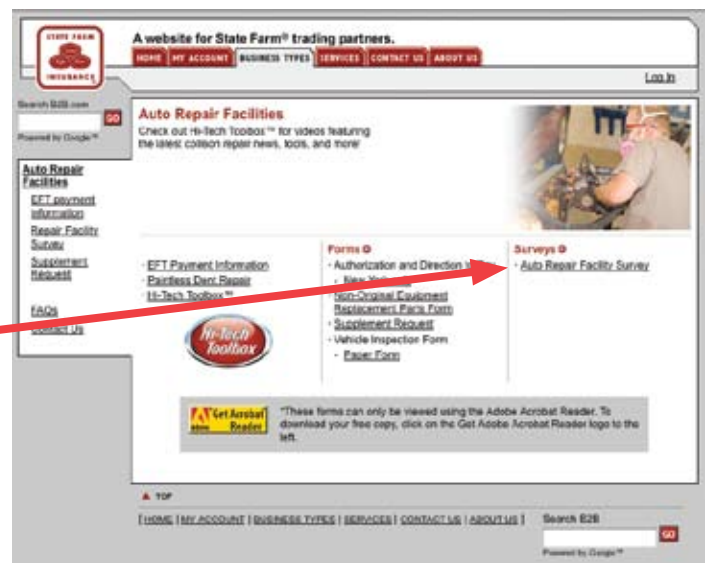 STATE FARM
INSURANCE
A website for State Farm® trading partners.
HOME MY ACCOUNT BUSINESS TYPES SERVICES CONTACT US ABOUT US
Log In
Search B2B.com
GO
Powered by Google™
Auto Repair Facilities
Check out Hi-Tech Toolbox™ for videos featuring
the latest collision repair news, tools, and more!
Auto Repair
Facilities
EFT payment
information
Repair Facility
Survey
Supplement
Request
FAQs
Contact Us
· EFT Payment Information
· Paintless Dent Repair
· Hi-Tech Toolbox™
Hi-Tech
Toolbox
Forms
· Authorization and Direction
- New York
Non-Original Equipment
Replacement Parts Form
· Supplement Request
· Vehicle Inspection Form
- Paper Form
Surveys
· Auto Repair Facility Survey
Get Acrobat
Reader
Adobe
*These forms can only be viewed using the Adobe Acrobat Reader. To
download your free copy, click on the Get Adobe Acrobat Reader logo to the
left.
TOP
[ HOME | MY ACCOUNT | BUSINESS TYPES | SERVICES | CONTACT US | ABOUT US ]
Search B2B
GO
Powered by Google™